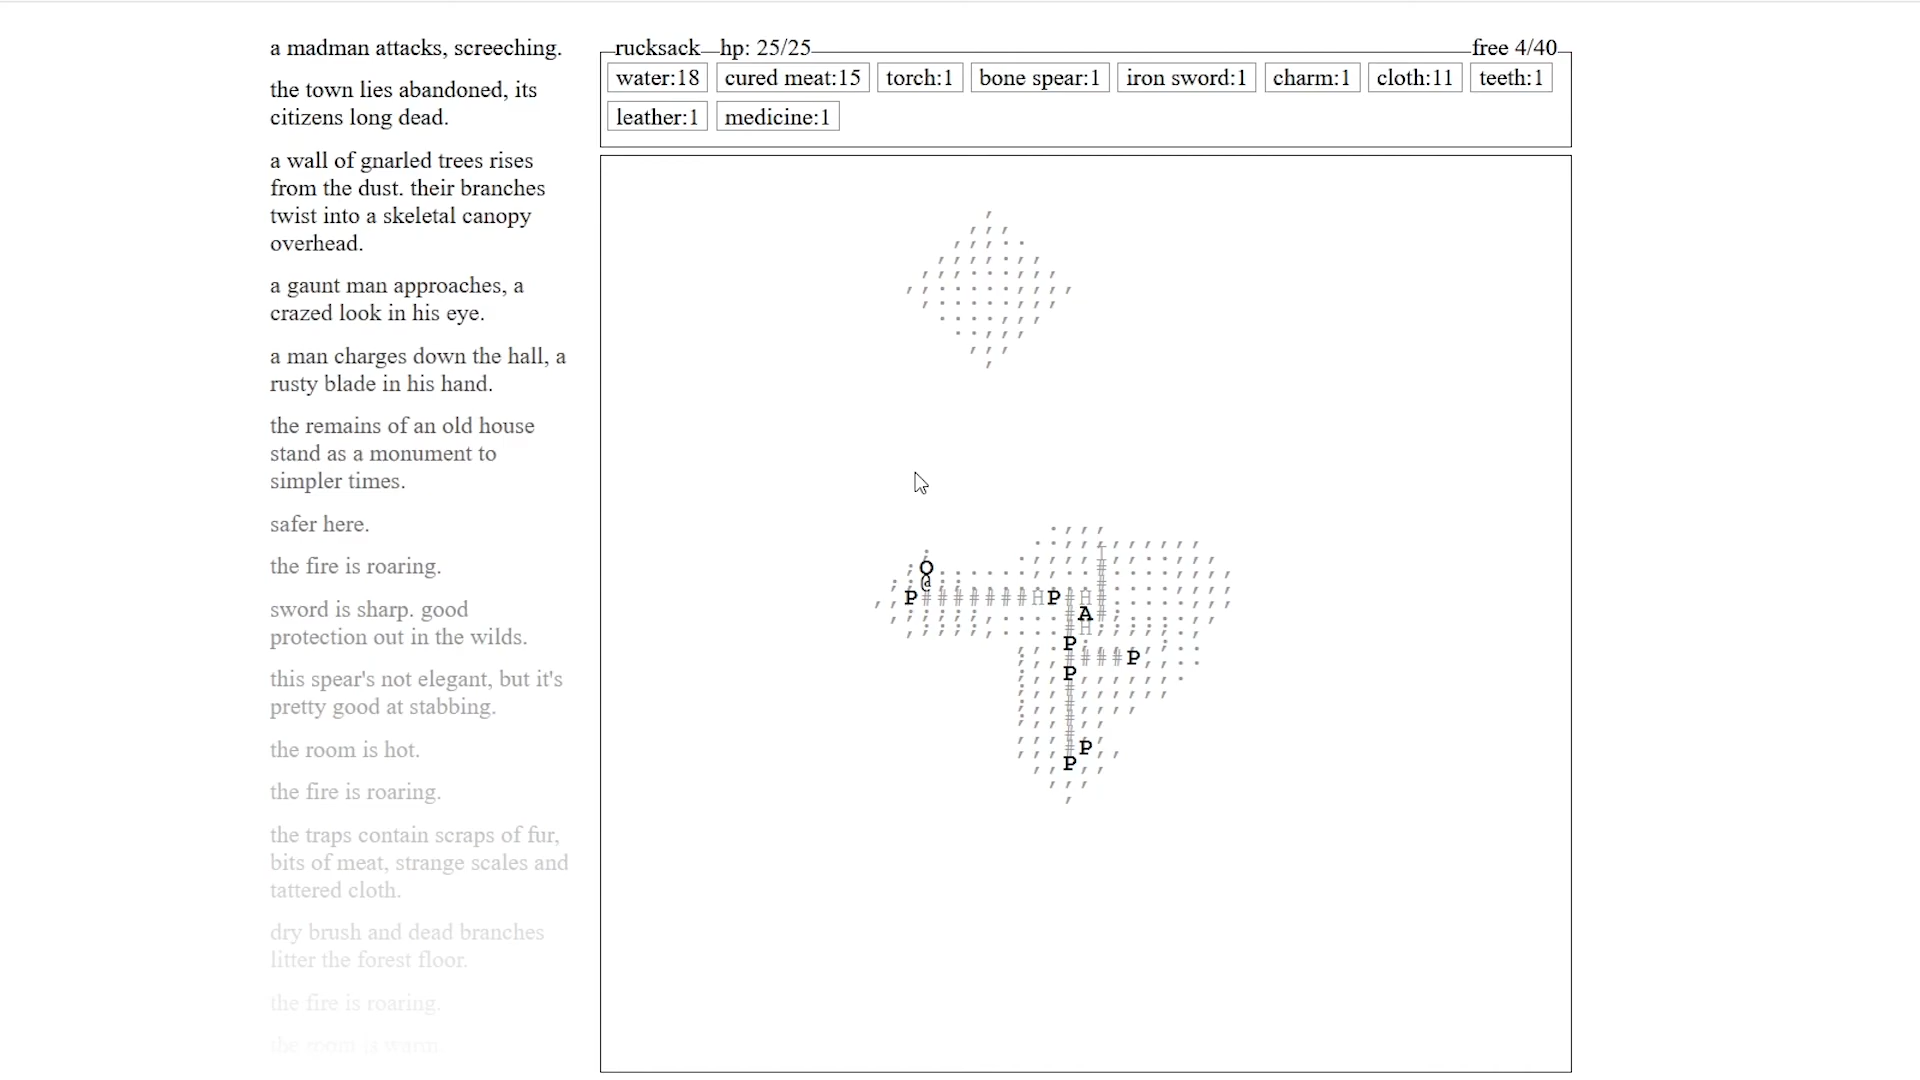 a madman attacks, screeching.
the town lies abandoned, its
citizens long dead.
a wall of gnarled trees rises
from the dust. their branches
twist into a skeletal canopy
overhead.
a gaunt man approaches, a
crazed look in his eye.
a man charges down the hall, a
rusty blade in his hand.
the remains of an old house
stand as a monument to
simpler times.
safer here.
the fire is roaring.
sword is sharp. good
protection out in the wilds.
this spear's not elegant, but it's
pretty good at stabbing.
the room is hot.
the fire is roaring.
the traps contain scraps of fur,
bits of meat, strange scales and
tattered cloth.
dry brush and dead branches
litter the forest floor.
the fire is roaring.
the room is warm
rucksack hp: 25/25 free 4/40
water:18 cured meat:15 torch:1 bone spear:1 iron sword:1 charm:1 cloth:11 teeth:1
leather:1 medicine:1
O
@
P # # # # # # # H P # H #
A
H
P
# # # # P
P
P
P